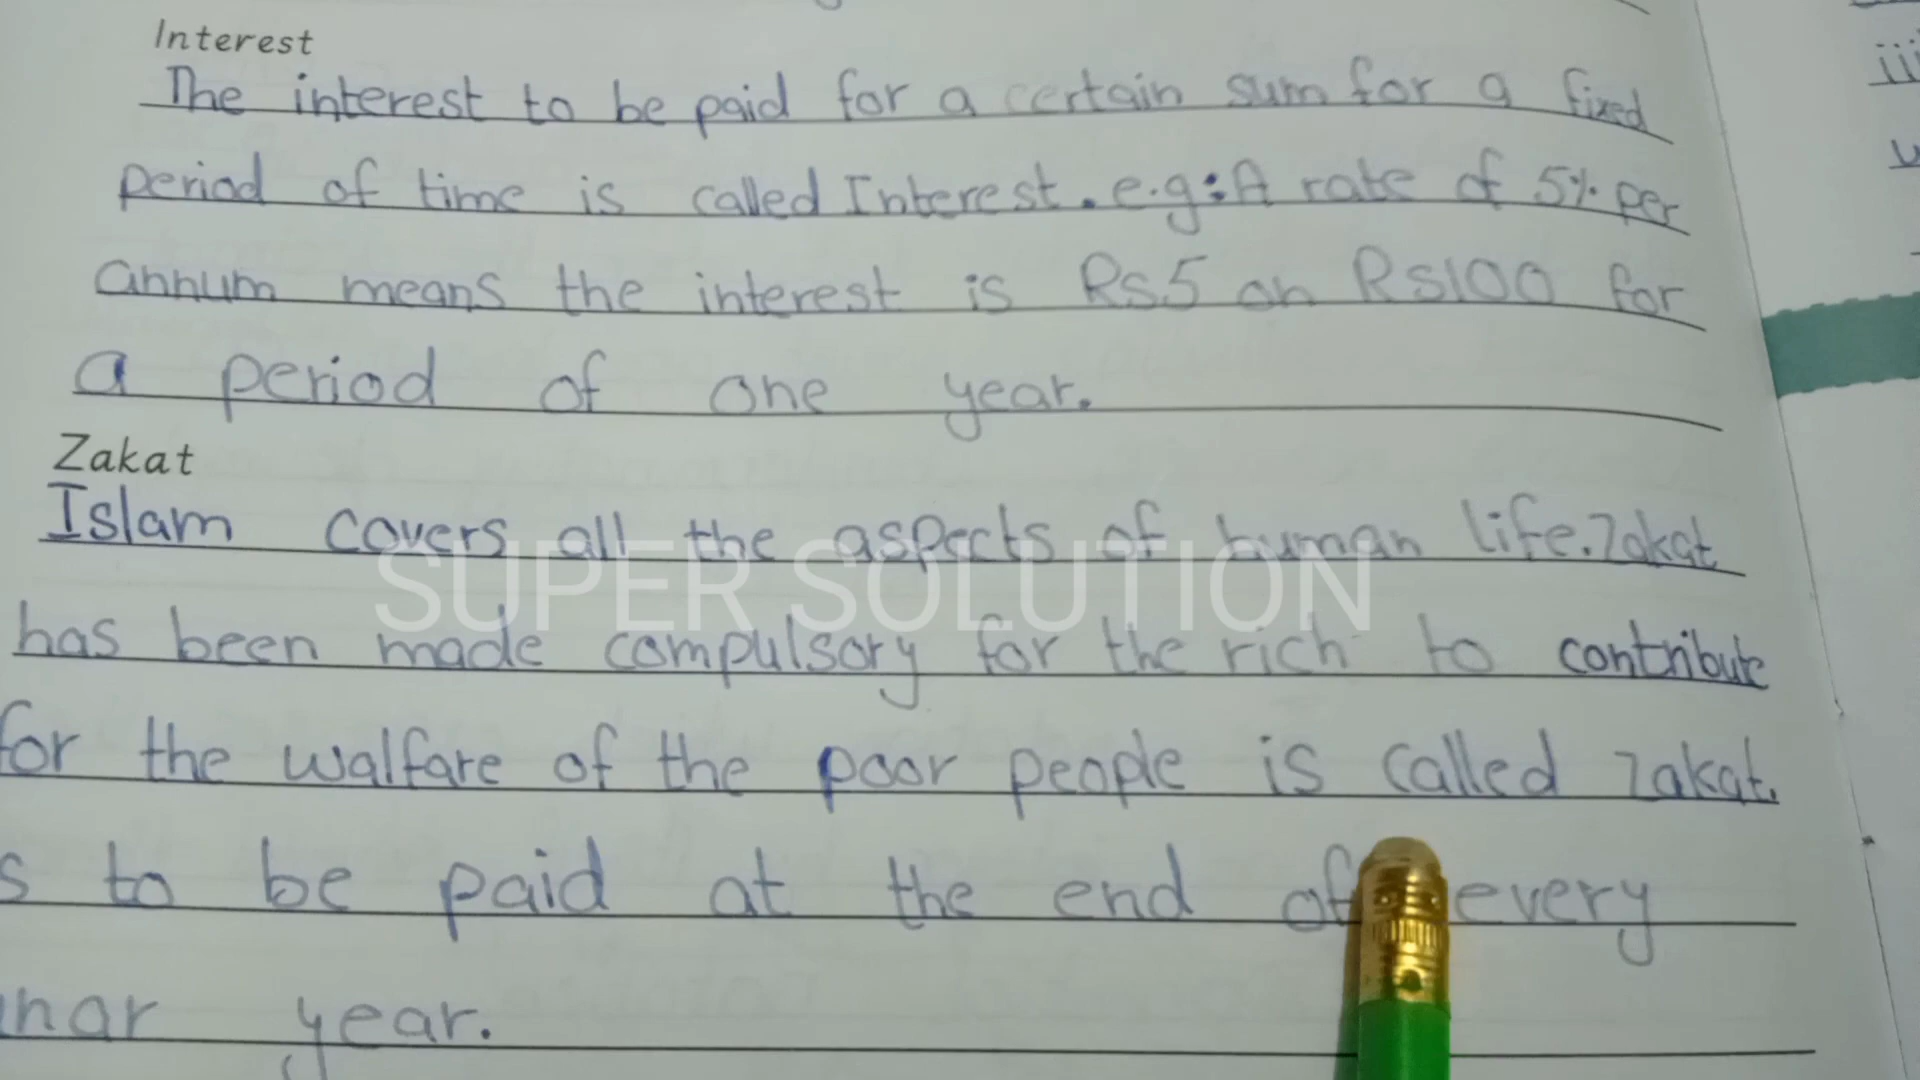 Interest
The interest to be paid for a certain sum for a fixed
period of time is called Interest. e.g:A rate of 5% per
annum means the interest is Rs5 on Rs100 for
a period of one year.
Zakat
Islam covers all the aspects of human life. Zakat
SUPER SOLUTION
has been made compulsory for the rich to contribute
for the walfare of the poor people is called zakat.
s to be paid at the end of every
nar year.